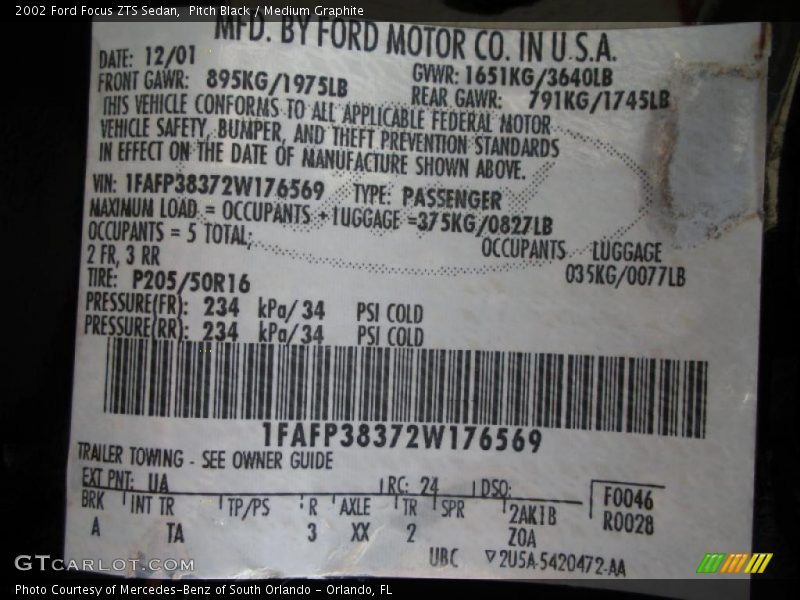 2002 Ford Focus ZTS Sedan, Pitch Black / Medium Graphite
MFD. BY FORD MOTOR CO. IN U.S.A.
DATE: 12/01 GVWR: 1651KG/3640LB
FRONT GAWR: 895KG/1975LB REAR GAWR: 791KG/1745LB
THIS VEHICLE CONFORMS TO ALL APPLICABLE FEDERAL MOTOR
VEHICLE SAFETY, BUMPER, AND THEFT PREVENTION STANDARDS
IN EFFECT ON THE DATE OF MANUFACTURE SHOWN ABOVE.
VIN: 1FAFP38372W176569 TYPE: PASSENGER
MAXIMUM LOAD = OCCUPANTS + LUGGAGE =375KG/0827LB
OCCUPANTS = 5 TOTAL; OCCUPANTS LUGGAGE
2 FR, 3 RR 035KG/0077LB
TIRE: P205/50R16
PRESSURE(FR): 234 kPa/34 PSI COLD
PRESSURE(RR): 234 kPa/34 PSI COLD
1FAFP38372W176569
TRAILER TOWING - SEE OWNER GUIDE
EXT PNT: UA RC: 24 DSO: F0046
BRK INT TR TP/PS R AXLE TR SPR 2AK1B R0028
A TA 3 XX 2 Z0A
UBC 2U5A-5420472-AA
GTcarlot.com
Photo Courtesy of Mercedes-Benz of South Orlando - Orlando, FL